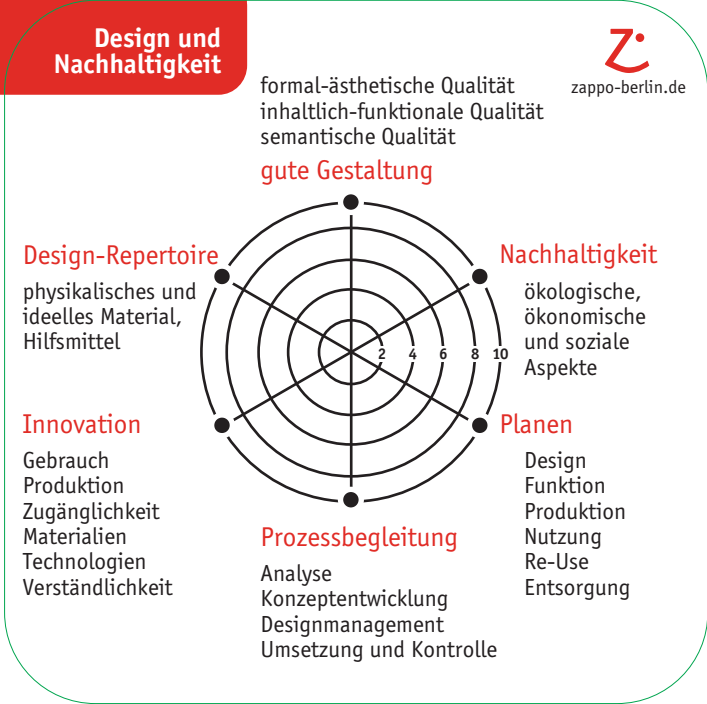 Design und
Nachhaltigkeit
Z
zappo-berlin.de
formal-ästhetische Qualität
inhaltlich-funktionale Qualität
semantische Qualität
gute Gestaltung
Design-Repertoire
physikalisches und
ideelles Material,
Hilfsmittel
Nachhaltigkeit
ökologische,
ökonomische
und soziale
Aspekte
2 4 6 8 10
Innovation
Gebrauch
Produktion
Zugänglichkeit
Materialien
Technologien
Verständlichkeit
Planen
Design
Funktion
Produktion
Nutzung
Re-Use
Entsorgung
Prozessbegleitung
Analyse
Konzeptentwicklung
Designmanagement
Umsetzung und Kontrolle